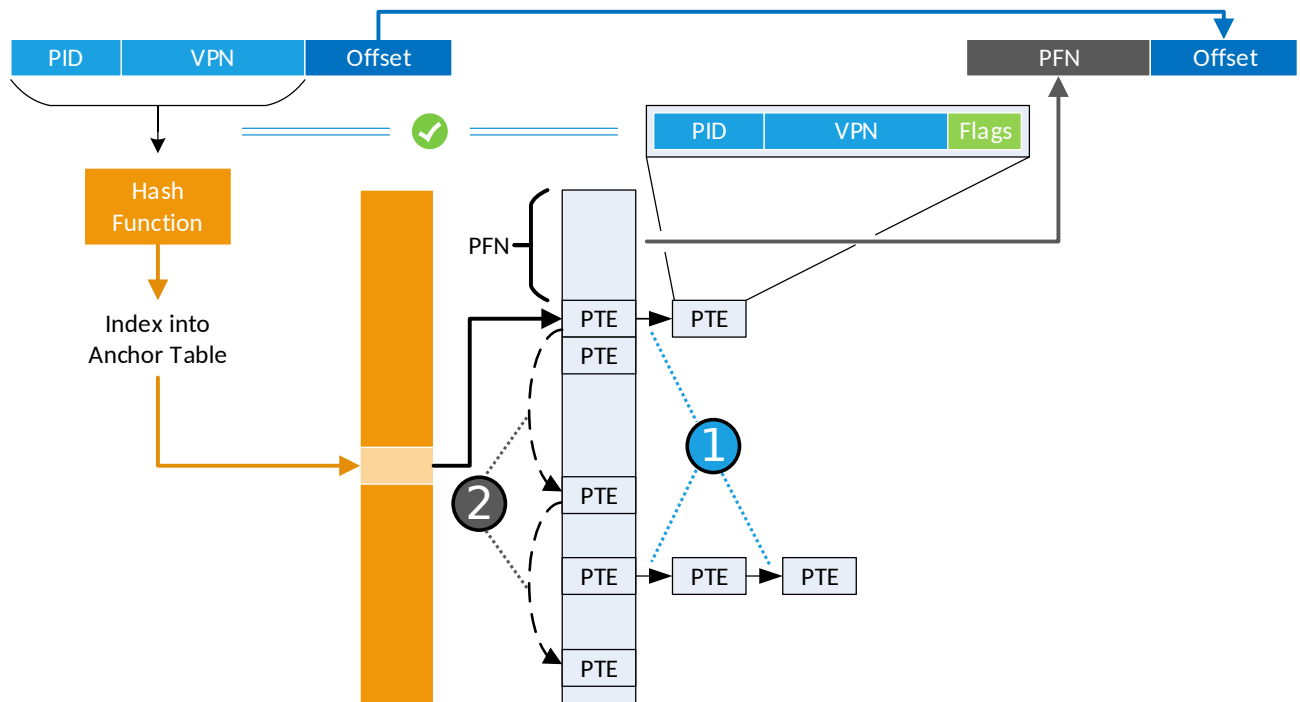 PID VPN Offset
PFN Offset
PID VPN Flags
Hash
Function
PFN
Index into
Anchor Table
PTE PTE
PTE
1
2
PTE
PTE PTE PTE
PTE